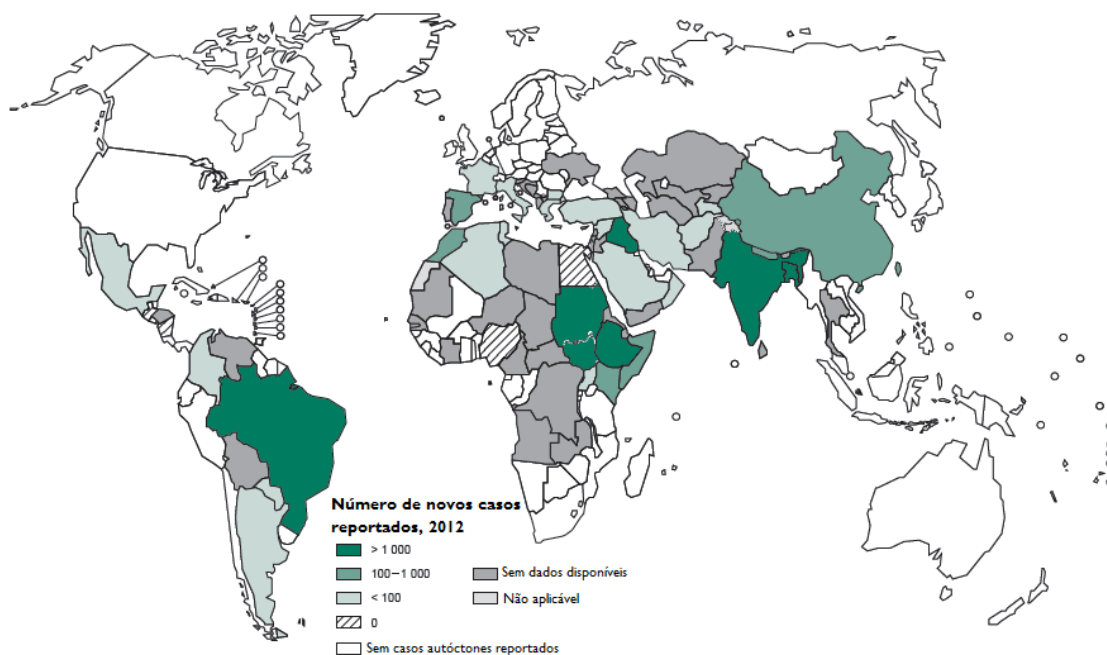 Número de novos casos
reportados, 2012
> 1 000
100–1 000
< 100
0
Sem casos autóctones reportados
Sem dados disponíveis
Não aplicável